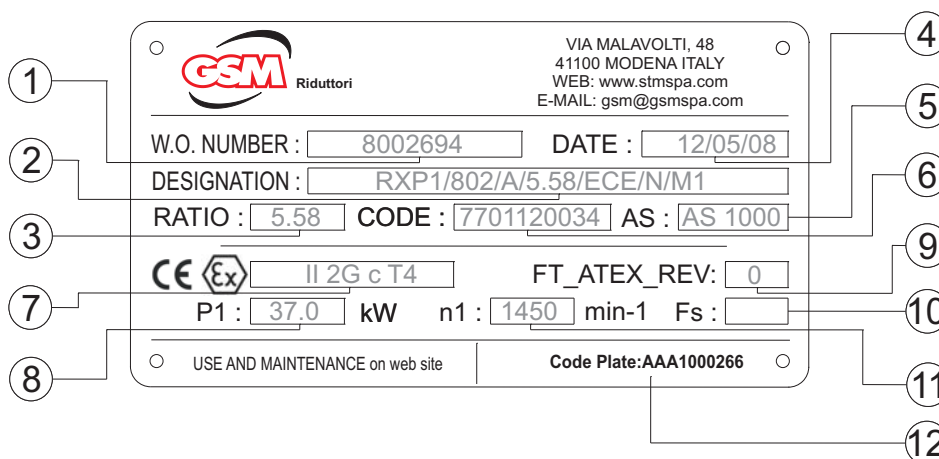 GSM Riduttori
VIA MALAVOLTI, 48
41100 MODENA ITALY
WEB: www.stmspa.com
E-MAIL: gsm@gsmspa.com
W.O. NUMBER : 8002694 DATE : 12/05/08
DESIGNATION : RXP1/802/A/5.58/ECE/N/M1
RATIO : 5.58 CODE : 7701120034 AS : AS 1000
CE Ex II 2G c T4 FT_ATEX_REV: 0
P1 : 37.0 kW n1 : 1450 min-1 Fs :
USE AND MAINTENANCE on web site Code Plate:AAA1000266
1
2
3
7
8
4
5
6
9
10
11
12